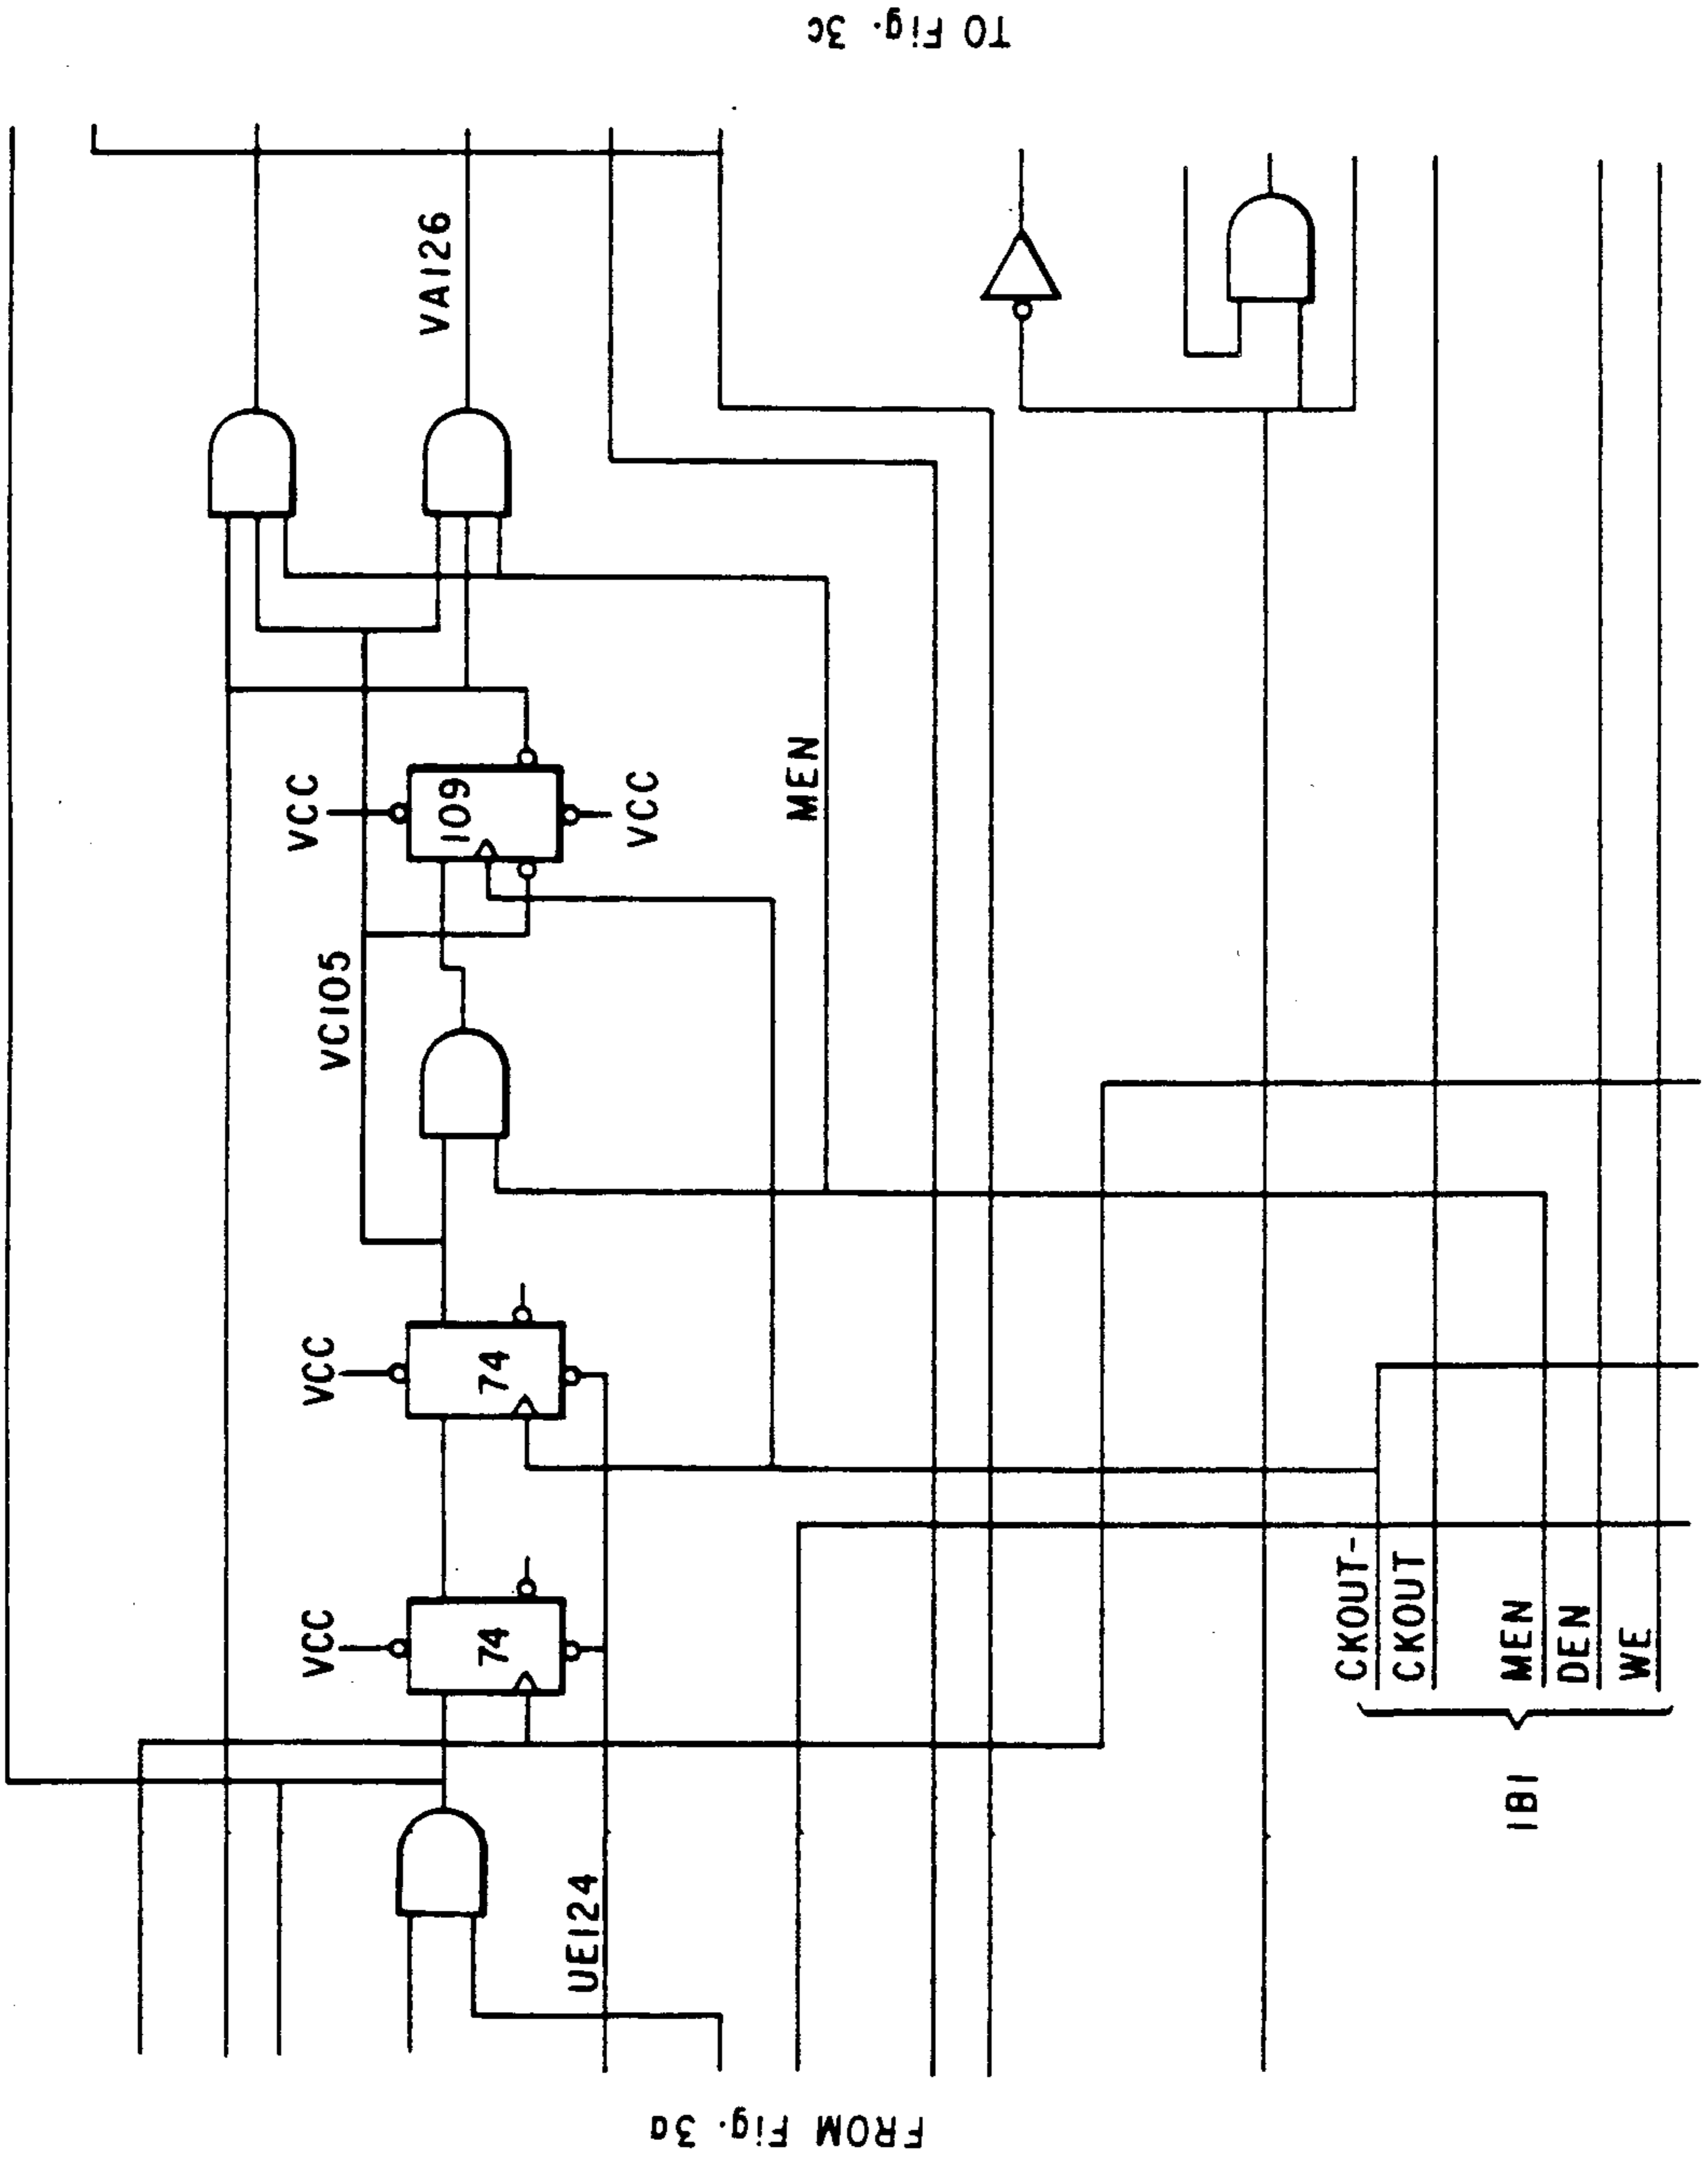 FROM Fig. 3a
TO Fig. 3c
VCC
74
VCC
74
VC105
VCC
109
VCC
VA126
MEN
UE124
CKOUT-
CKOUT
MEN
DEN
WE
181